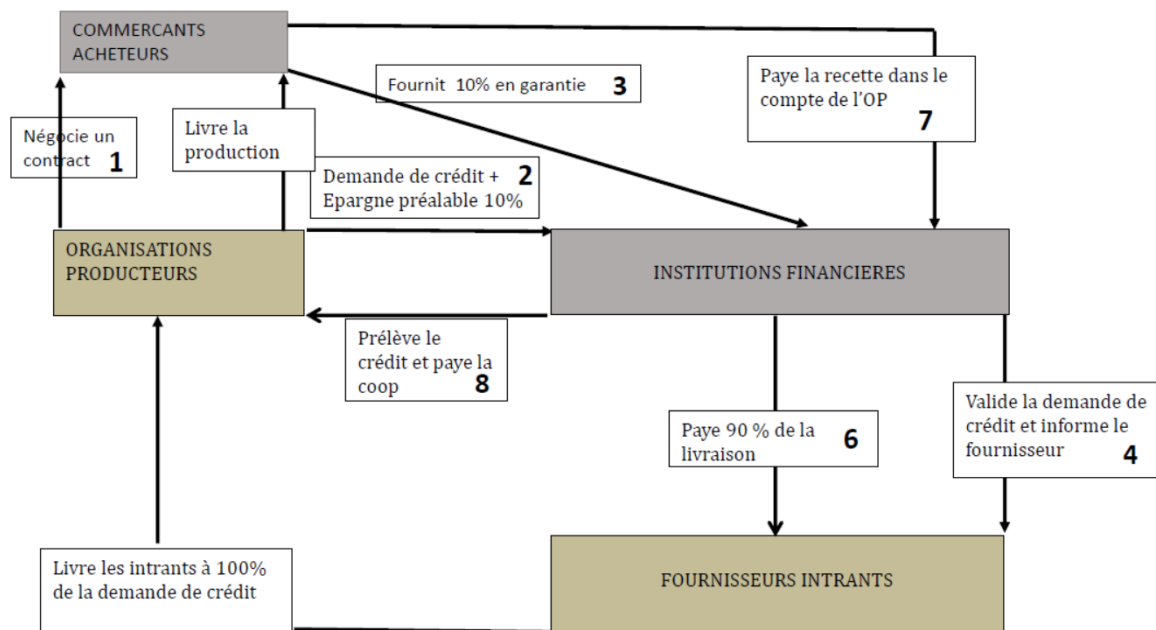 COMMERCANTS
ACHETEURS
Fournit 10% en garantie 3
Paye la recette dans le
compte de l'OP
7
Négocie un
contract 1
Livre la
production
Demande de crédit + 2
Epargne préalable 10%
ORGANISATIONS
PRODUCTEURS
INSTITUTIONS FINANCIERES
Prélève le
crédit et paye la
coop 8
Paye 90 % de la 6
livraison
Valide la demande de
crédit et informe le
fournisseur 4
Livre les intrants à 100%
de la demande de crédit
FOURNISSEURS INTRANTS